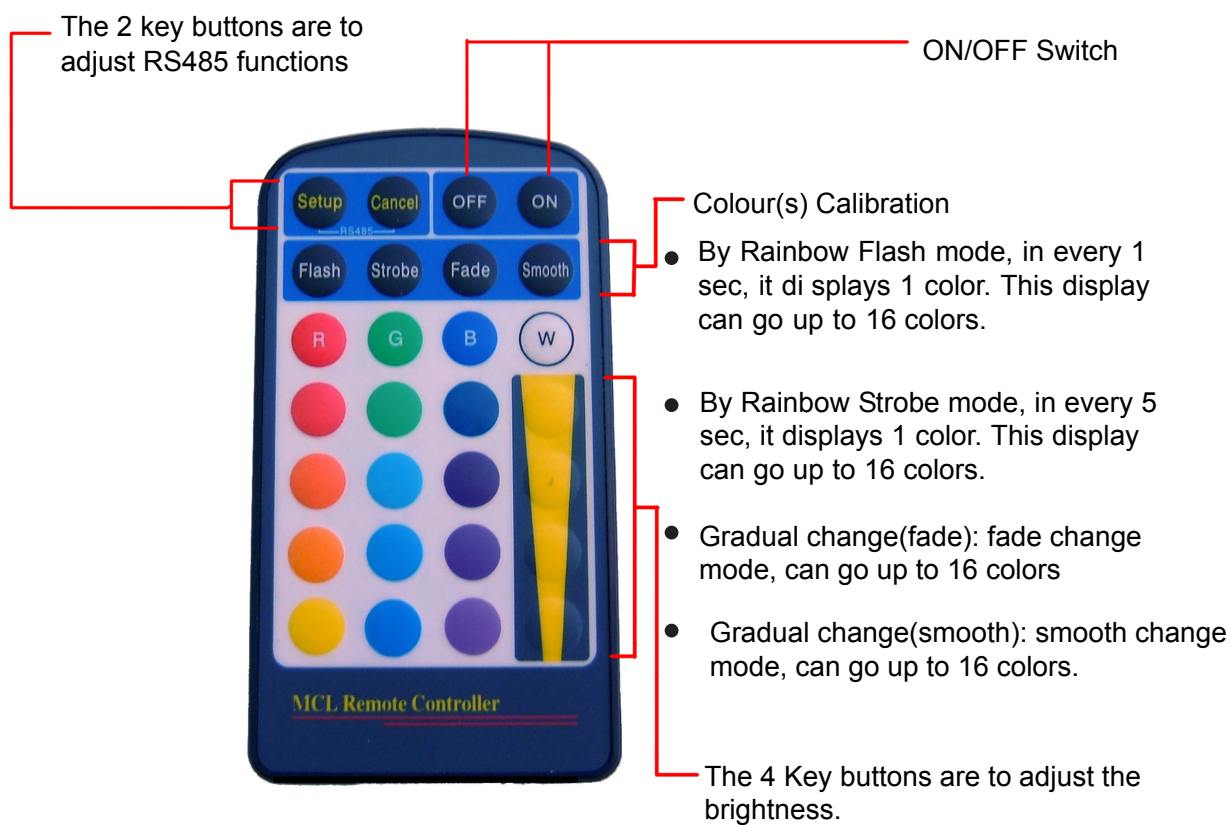 The 2 key buttons are to
adjust RS485 functions
ON/OFF Switch
Setup Cancel OFF ON
RS485
Flash Strobe Fade Smooth
R G B W
MCL Remote Controller
Colour(s) Calibration
● By Rainbow Flash mode, in every 1
sec, it di splays 1 color. This display
can go up to 16 colors.
● By Rainbow Strobe mode, in every 5
sec, it displays 1 color. This display
can go up to 16 colors.
● Gradual change(fade): fade change
mode, can go up to 16 colors
● Gradual change(smooth): smooth change
mode, can go up to 16 colors.
The 4 Key buttons are to adjust the
brightness.